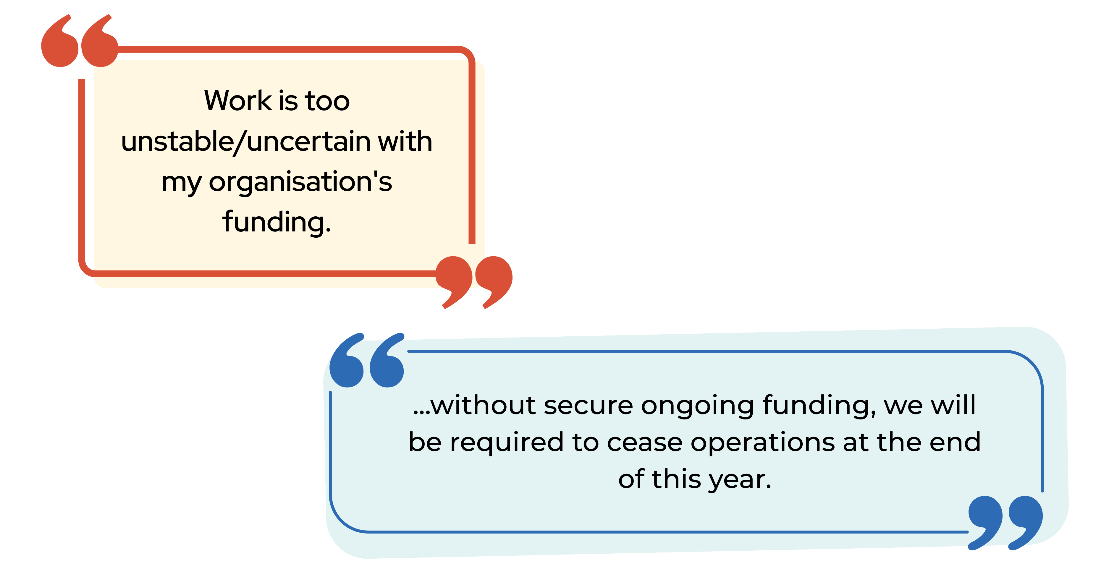 Work is too
unstable/uncertain with
my organisation's
funding.
...without secure ongoing funding, we will
be required to cease operations at the end
of this year.